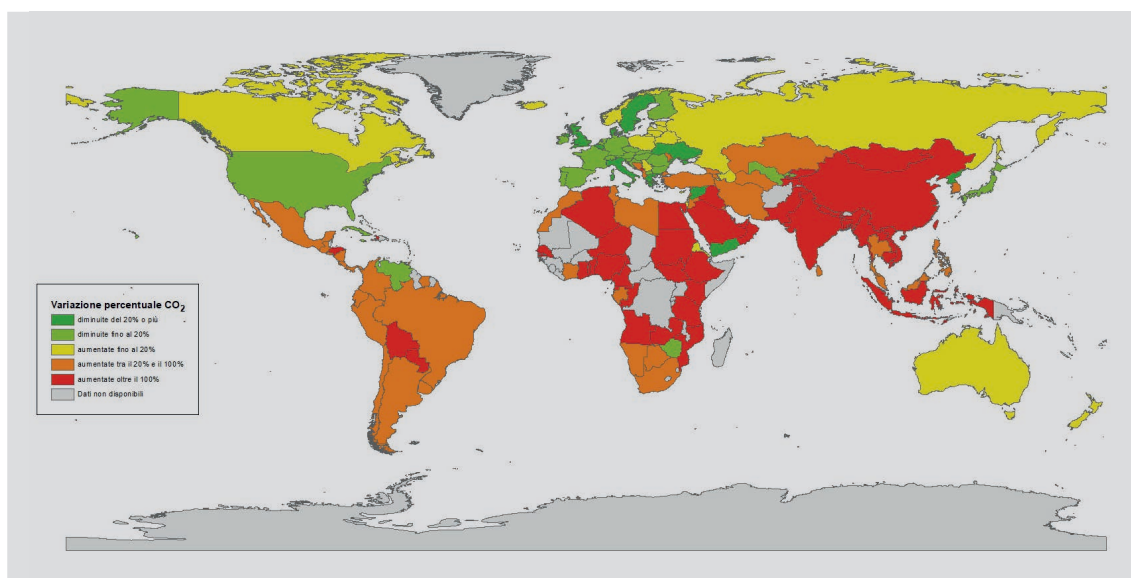 Variazione percentuale CO2
diminuite del 20% o più
diminuite fino al 20%
aumentate fino al 20%
aumentate tra il 20% e il 100%
aumentate oltre il 100%
Dati non disponibili